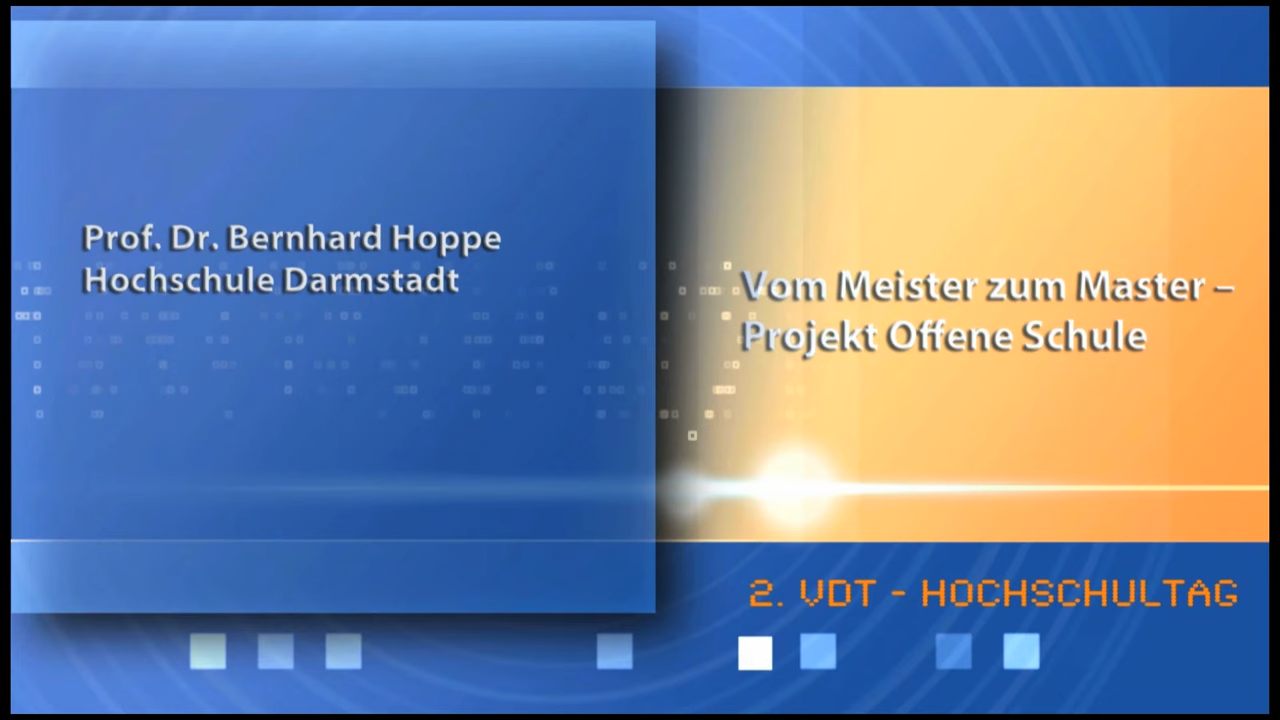 Prof. Dr. Bernhard Hoppe
Hochschule Darmstadt
Vom Meister zum Master –
Projekt Offene Schule
2. VDT - HOCHSCHULTAG